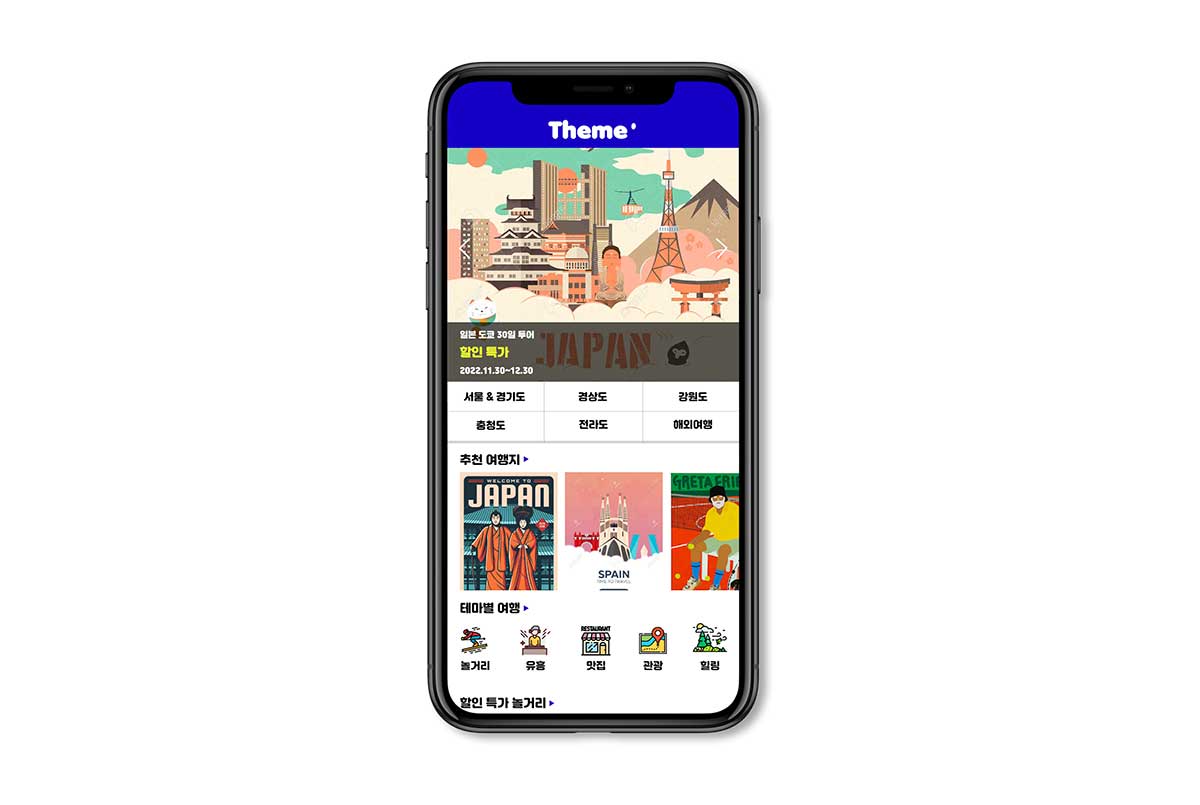 Theme
일본 도쿄 30일 투어
할인 특가
2022.11.30~12.30
JAPAN
서울 & 경기도
경상도
강원도
충청도
전라도
해외여행
추천 여행지
WELCOME TO
JAPAN
SPAIN
TIME TO TRAVEL
GRETA FRIE
테마별 여행
RESTAURANT
놀거리
유흥
맛집
관광
힐링
할인 특가 놀거리